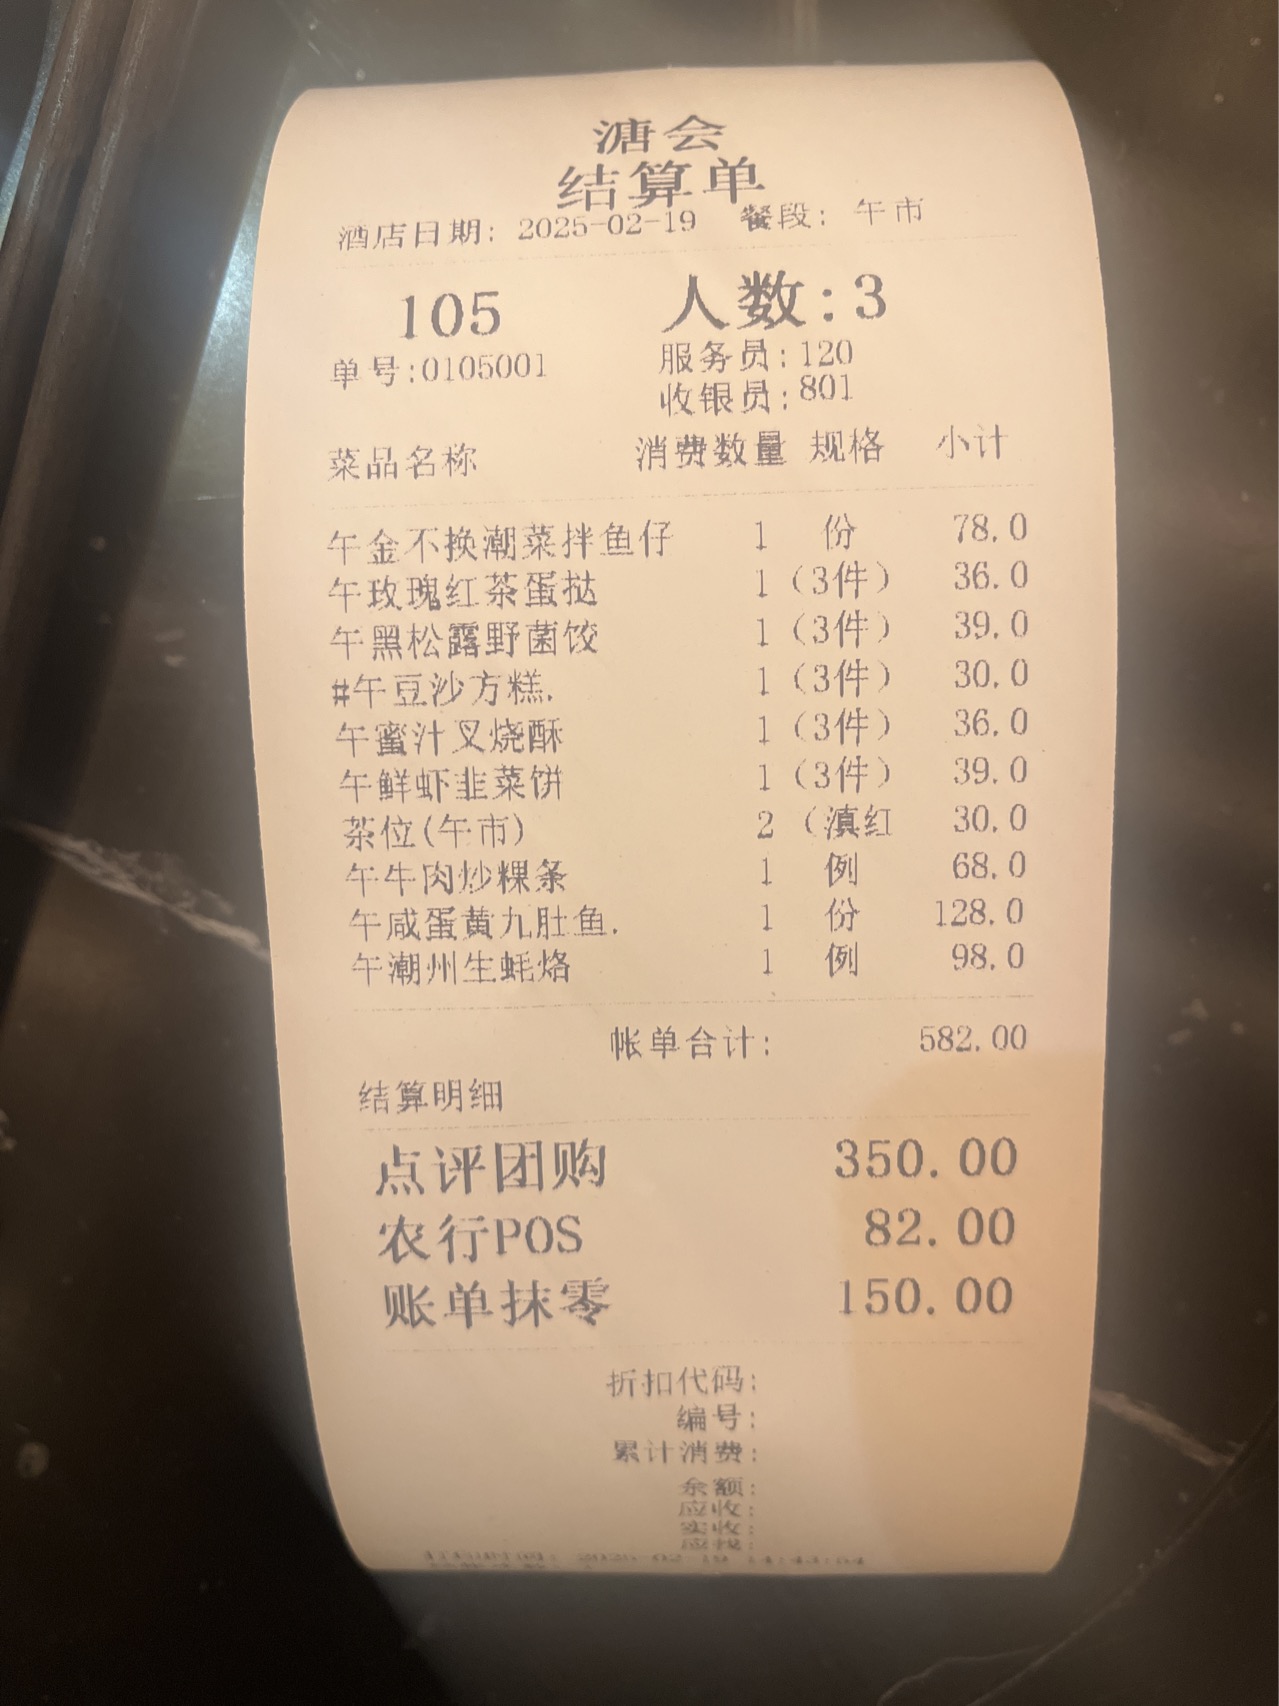 溏会
结算单
酒店日期: 2025-02-19 餐段: 午市
105 人数:3
单号:0105001 服务员:120
收银员:801
菜品名称 消费数量 规格 小计
午金不换潮菜拌鱼仔 1 份 78.0
午玫瑰红茶蛋挞 1 (3件) 36.0
午黑松露野菌饺 1 (3件) 39.0
#午豆沙方糕. 1 (3件) 30.0
午蜜汁叉烧酥 1 (3件) 36.0
午鲜虾韭菜饼 1 (3件) 39.0
茶位(午市) 2 (滇红 30.0
午牛肉炒粿条 1 例 68.0
午咸蛋黄九肚鱼. 1 份 128.0
午潮州生蚝烙 1 例 98.0
帐单合计: 582.00
结算明细
点评团购 350.00
农行POS 82.00
账单抹零 150.00
折扣代码:
编号:
累计消费:
余额:
应收:
实收:
应找: